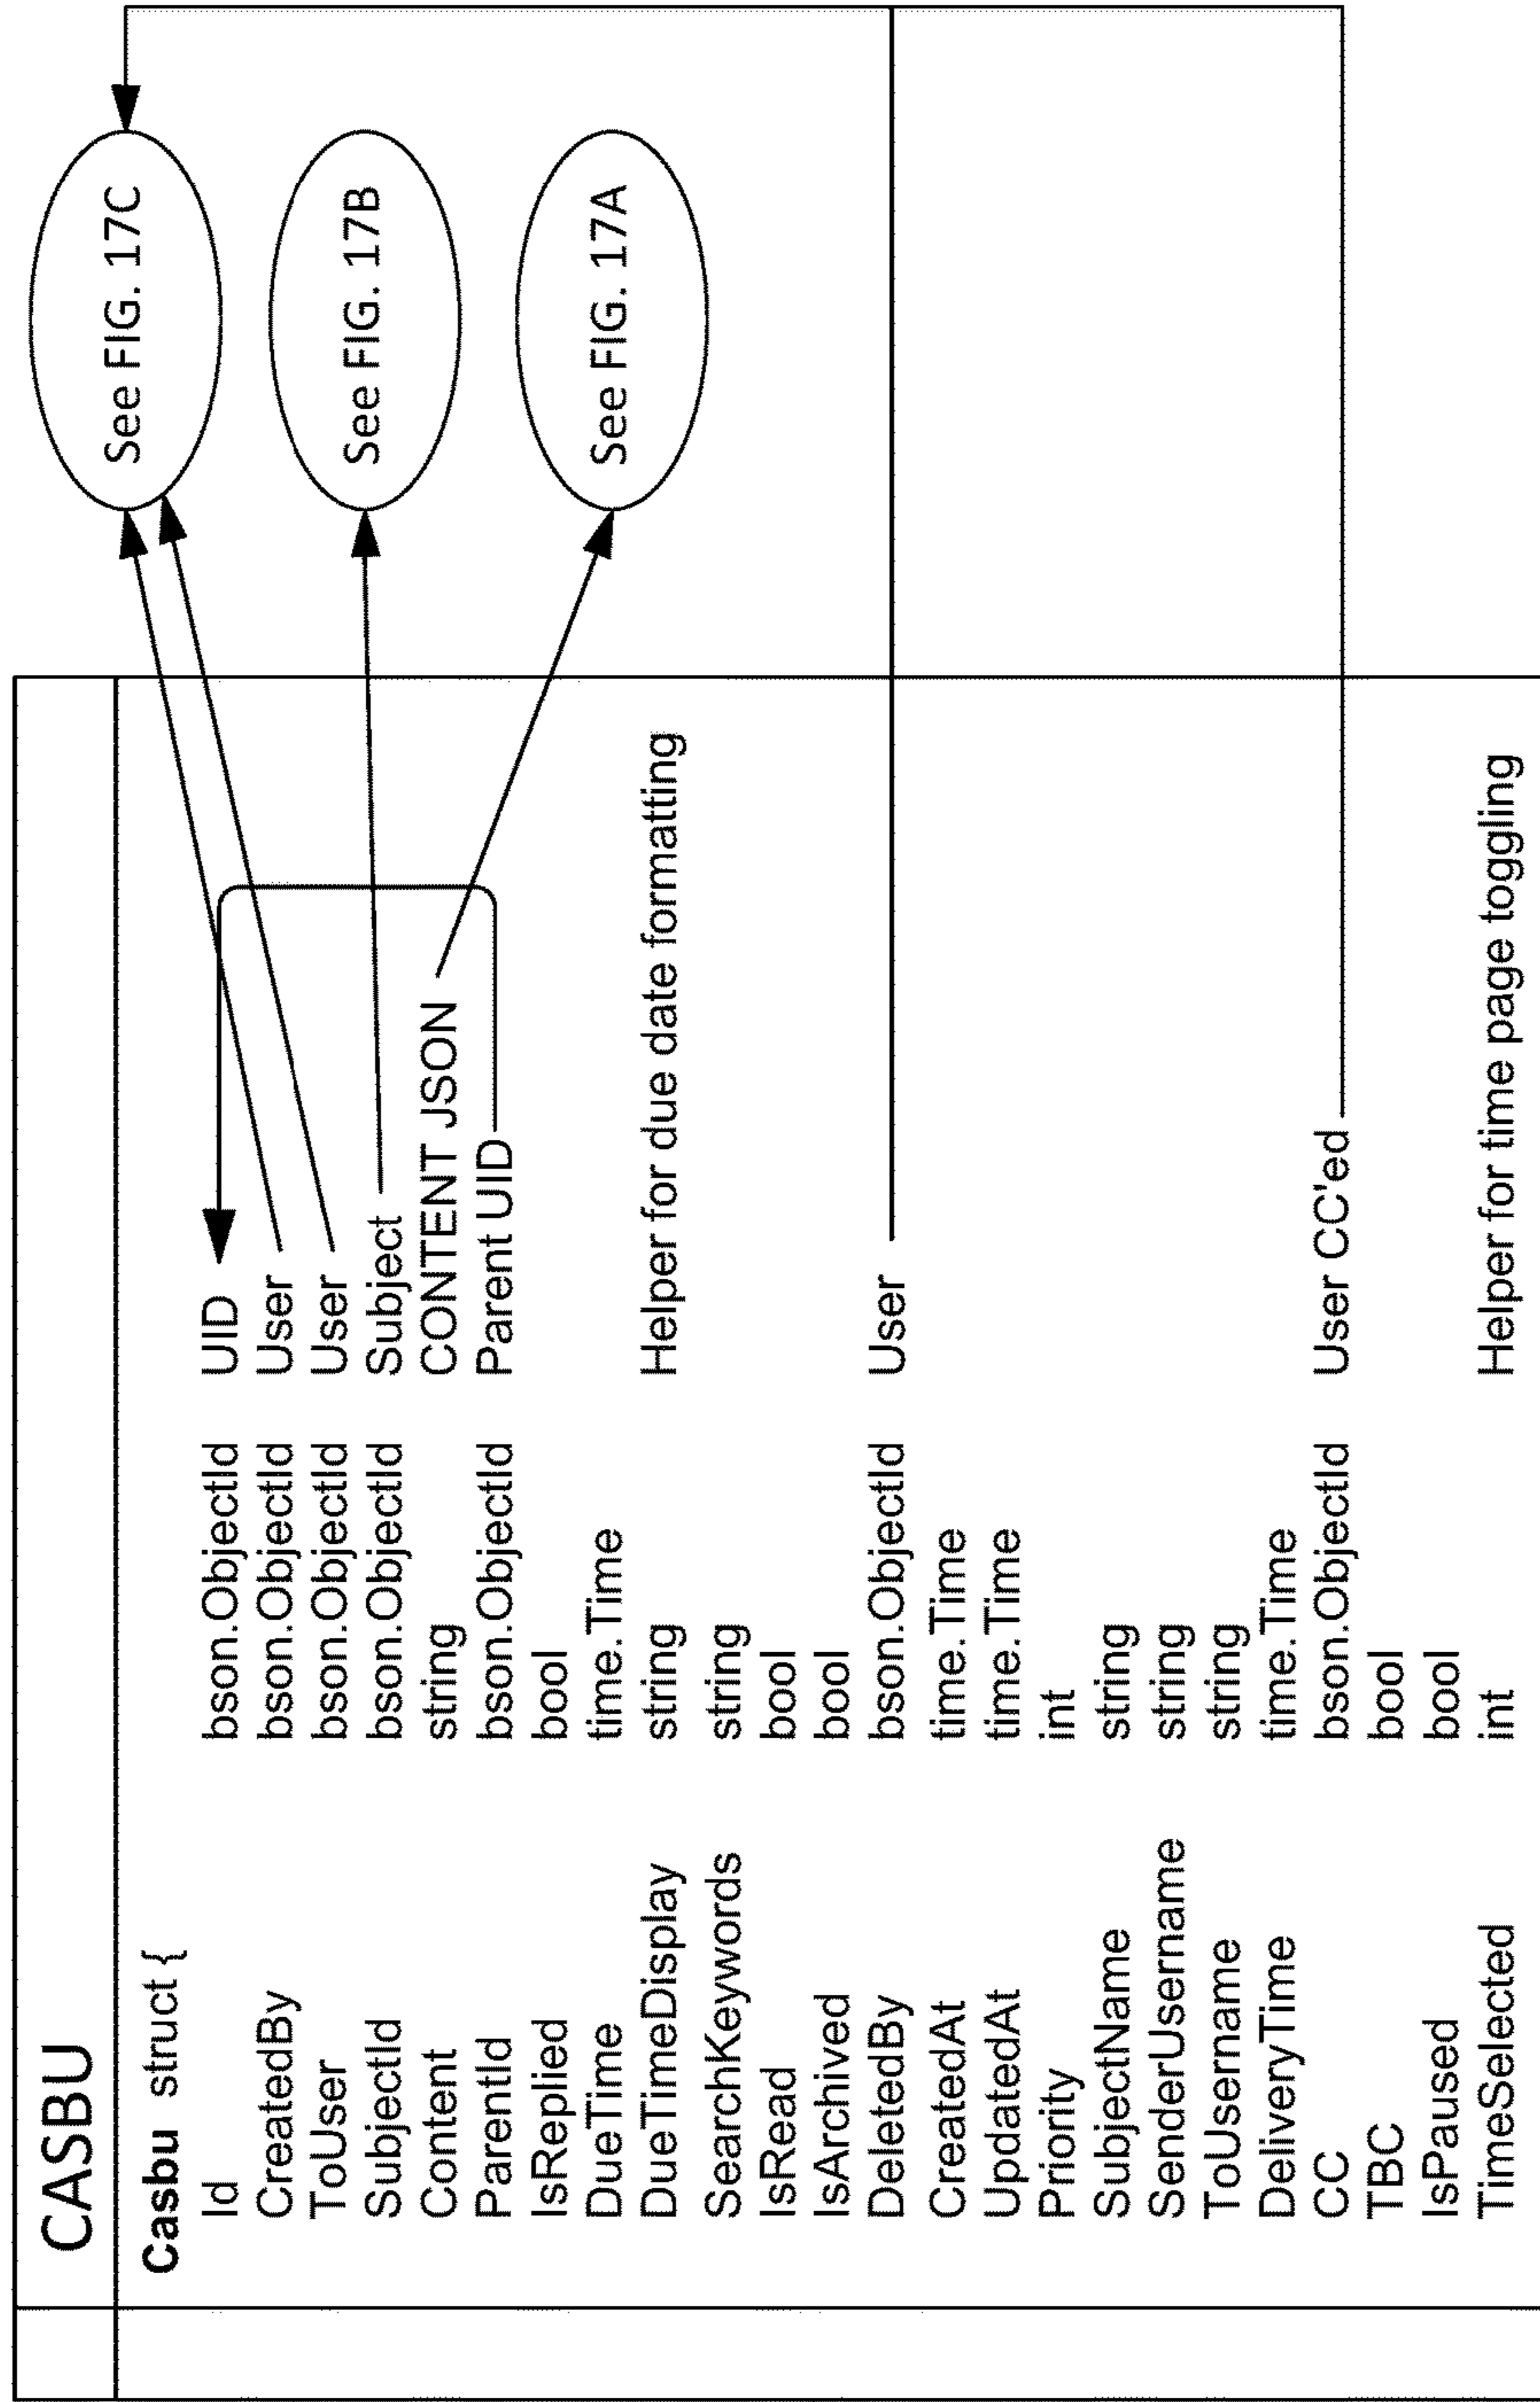 CASBU
Casbu struct {
Id bson.ObjectId UID
CreatedBy bson.ObjectId User
ToUser bson.ObjectId User
SubjectId bson.ObjectId Subject
Content string CONTENT JSON
ParentId bson.ObjectId Parent UID
IsReplied bool
DueTime time.Time
DueTimeDisplay string Helper for due date formatting
SearchKeywords string
IsRead bool
IsArchived bool
DeletedBy bson.ObjectId User
CreatedAt time.Time
UpdatedAt time.Time
Priority int
SubjectName string
SenderUsername string
ToUsername string
DeliveryTime time.Time
CC bson.ObjectId User CC'ed
TBC bool
IsPaused bool
TimeSelected int Helper for time page toggling
See FIG. 17C
See FIG. 17B
See FIG. 17A